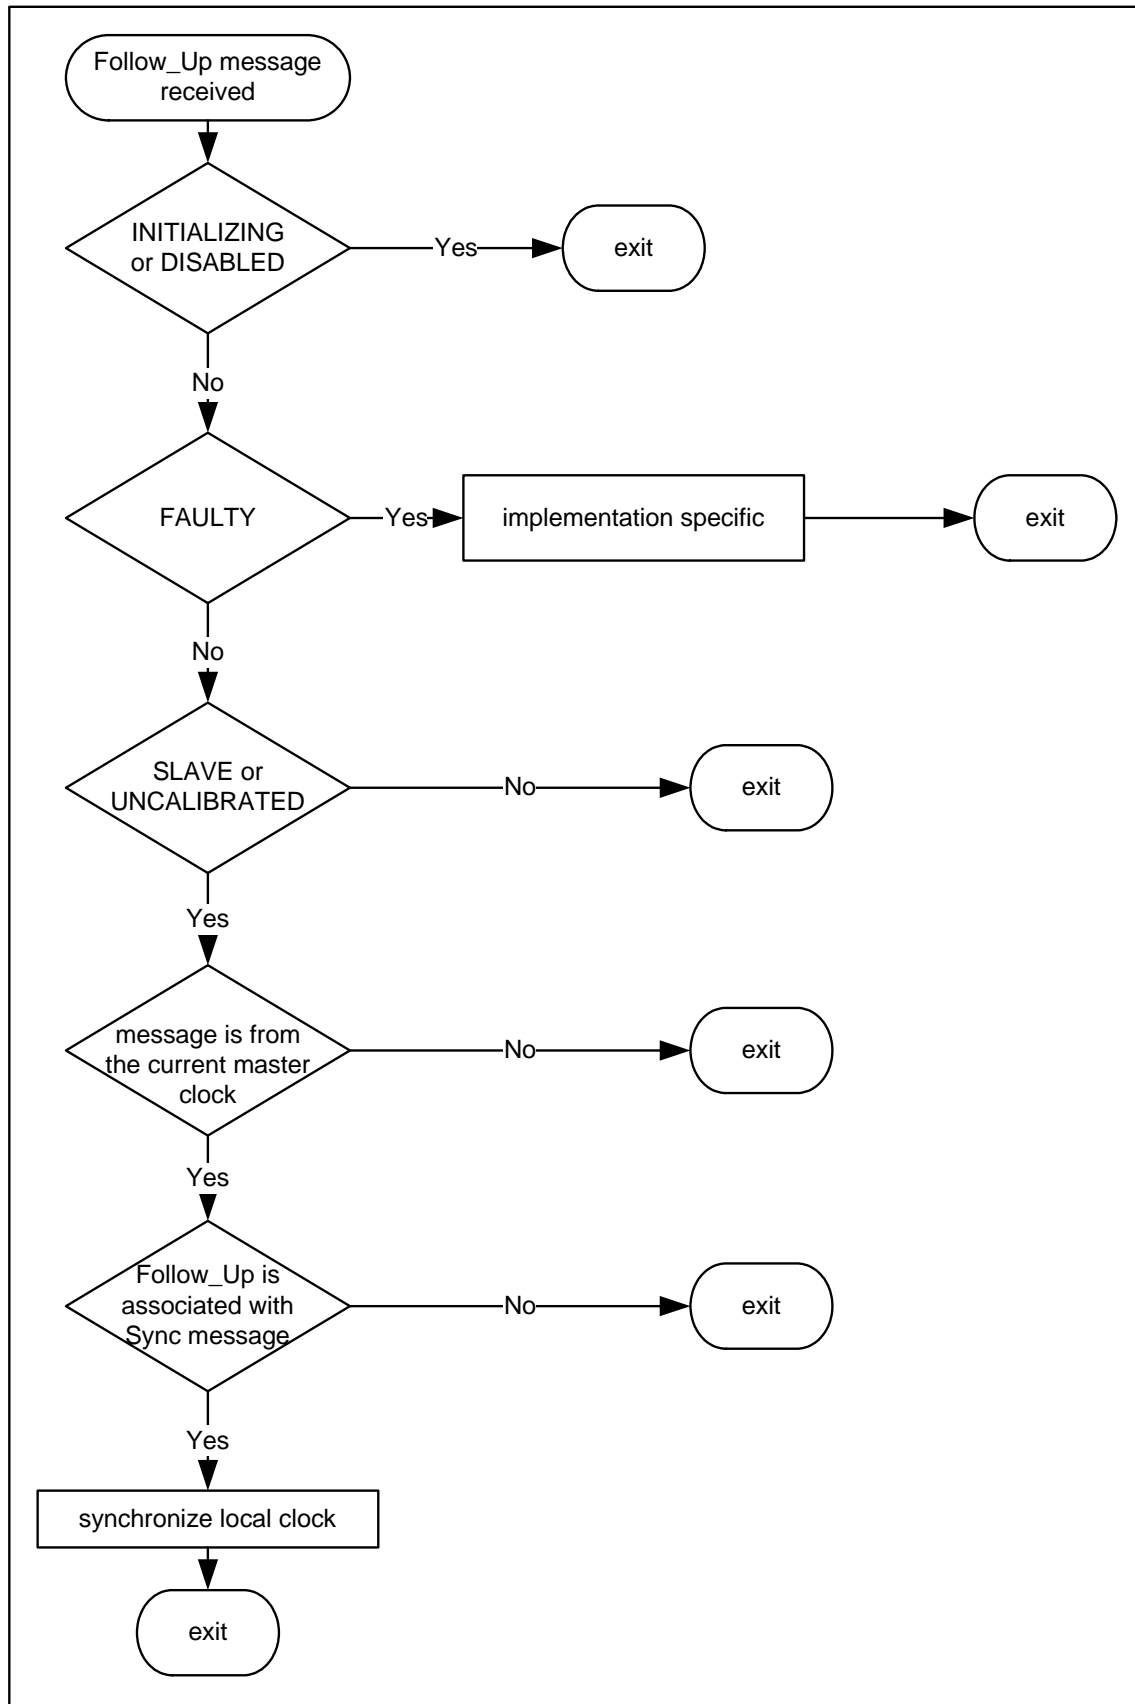 Follow_Up message
received
INITIALIZING
or DISABLED
Yes
exit
No
FAULTY
Yes
implementation specific
exit
No
SLAVE or
UNCALIBRATED
No
exit
Yes
message is from
the current master
clock
No
exit
Yes
Follow_Up is
associated with
Sync message
No
exit
Yes
synchronize local clock
exit